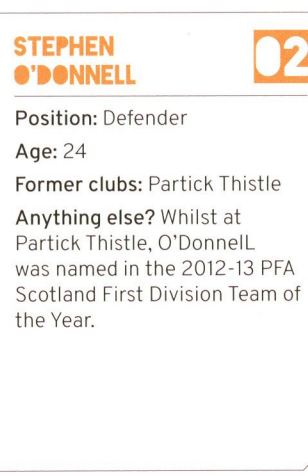 STEPHEN 02
O'DONNELL
Position: Defender
Age: 24
Former clubs: Partick Thistle
Anything else? Whilst at
Partick Thistle, O'DonnelL
was named in the 2012-13 PFA
Scotland First Division Team of
the Year.